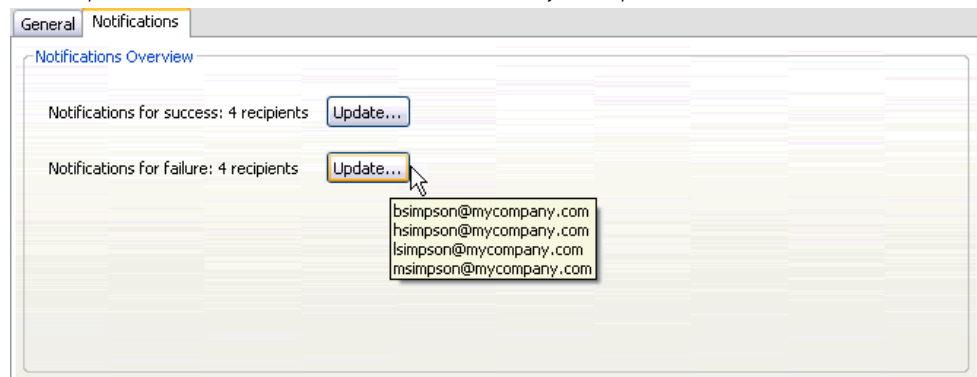 General Notifications
Notifications Overview
Notifications for success: 4 recipients Update...
Notifications for failure: 4 recipients Update...
bsimpson@mycompany.com
hsimpson@mycompany.com
lsimpson@mycompany.com
msimpson@mycompany.com